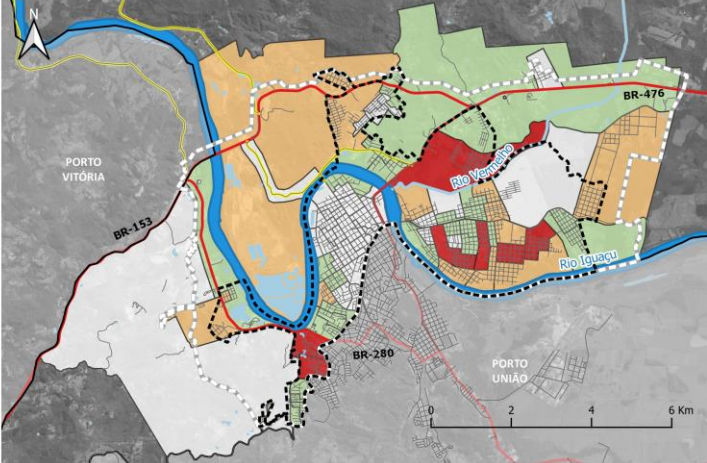 N
BR-476
PORTO
VITÓRIA
Rio Vermelho
BR-153
Rio Iguaçu
BR-280
PORTO
UNIÃO
0 2 4 6 Km